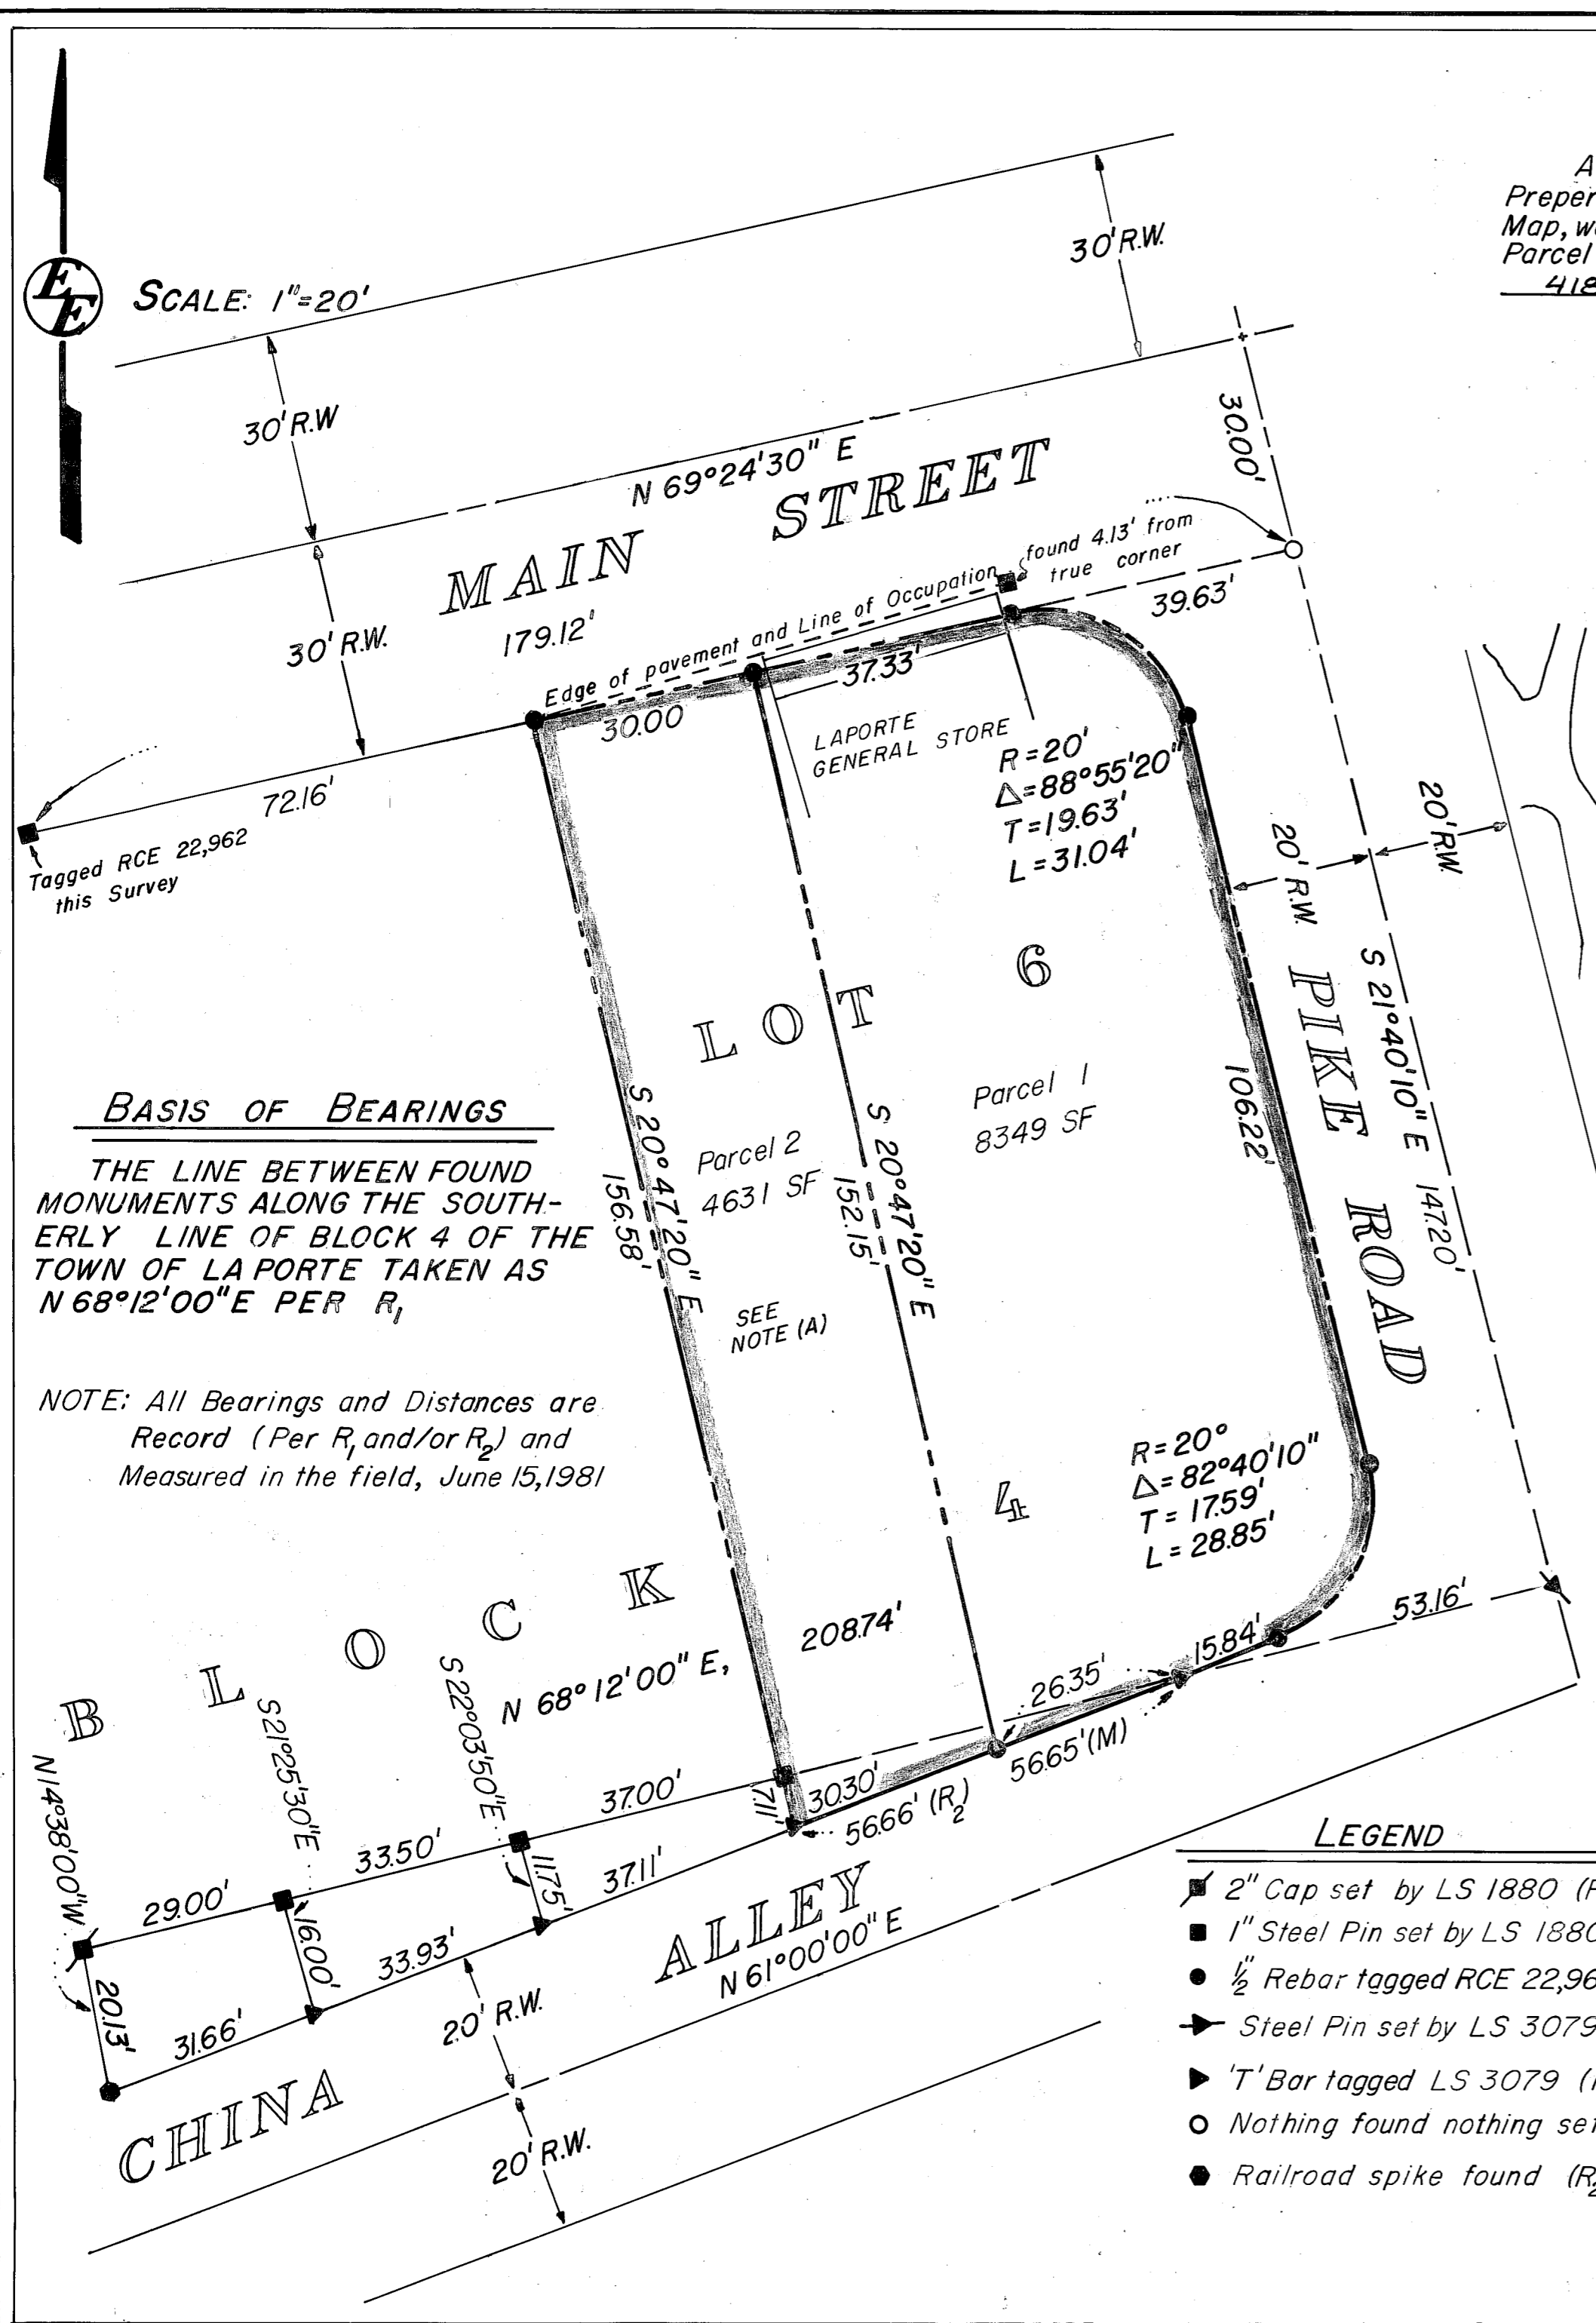 A
Preper
Map, w
Parcel
418
30' R.W.
EE
SCALE: 1"=20'
30' R.W
30.00'
N 69°24'30" E
MAIN STREET
found 4.13' from
true corner
30' R.W.
179.12'
Edge of pavement and Line of Occupation
39.63'
37.33'
30.00
LAPORTE
GENERAL STORE
72.16'
R=20'
Δ=88°55'20"
T=19.63'
L=31.04'
Tagged RCE 22,962
this Survey
20' R.W.
20' R.W.
LOT 6
S 21°40'10" E 147.20'
PIKE ROAD
106.22'
Parcel 1
8349 SF
BASIS OF BEARINGS
THE LINE BETWEEN FOUND
MONUMENTS ALONG THE SOUTH-
ERLY LINE OF BLOCK 4 OF THE
TOWN OF LA PORTE TAKEN AS
N 68°12'00"E PER R1
S 20°47'20" E
156.58'
Parcel 2
4631 SF
S 20°47'20" E
152.15'
SEE
NOTE (A)
NOTE: All Bearings and Distances are
Record (Per R1 and/or R2) and
Measured in the field, June 15,1981
R=20°
Δ=82°40'10"
T=17.59'
L=28.85'
BLOCK 4
N 68°12'00" E, 208.74'
53.16'
15.84'
26.35'
56.65'(M)
N14°38'00"W
S21°25'30"E
S22°03'50"E
37.00'
7.11'
30.30'
56.66' (R2)
33.50'
29.00'
11.75'
37.11'
16.00'
33.93'
20.13'
31.66'
CHINA ALLEY
N 61°00'00" E
20' R.W.
20' R.W.
LEGEND
2" Cap set by LS 1880 (
1" Steel Pin set by LS 1880
1/2" Rebar tagged RCE 22,96
Steel Pin set by LS 3079
'T' Bar tagged LS 3079 (
Nothing found nothing set
Railroad spike found (R2